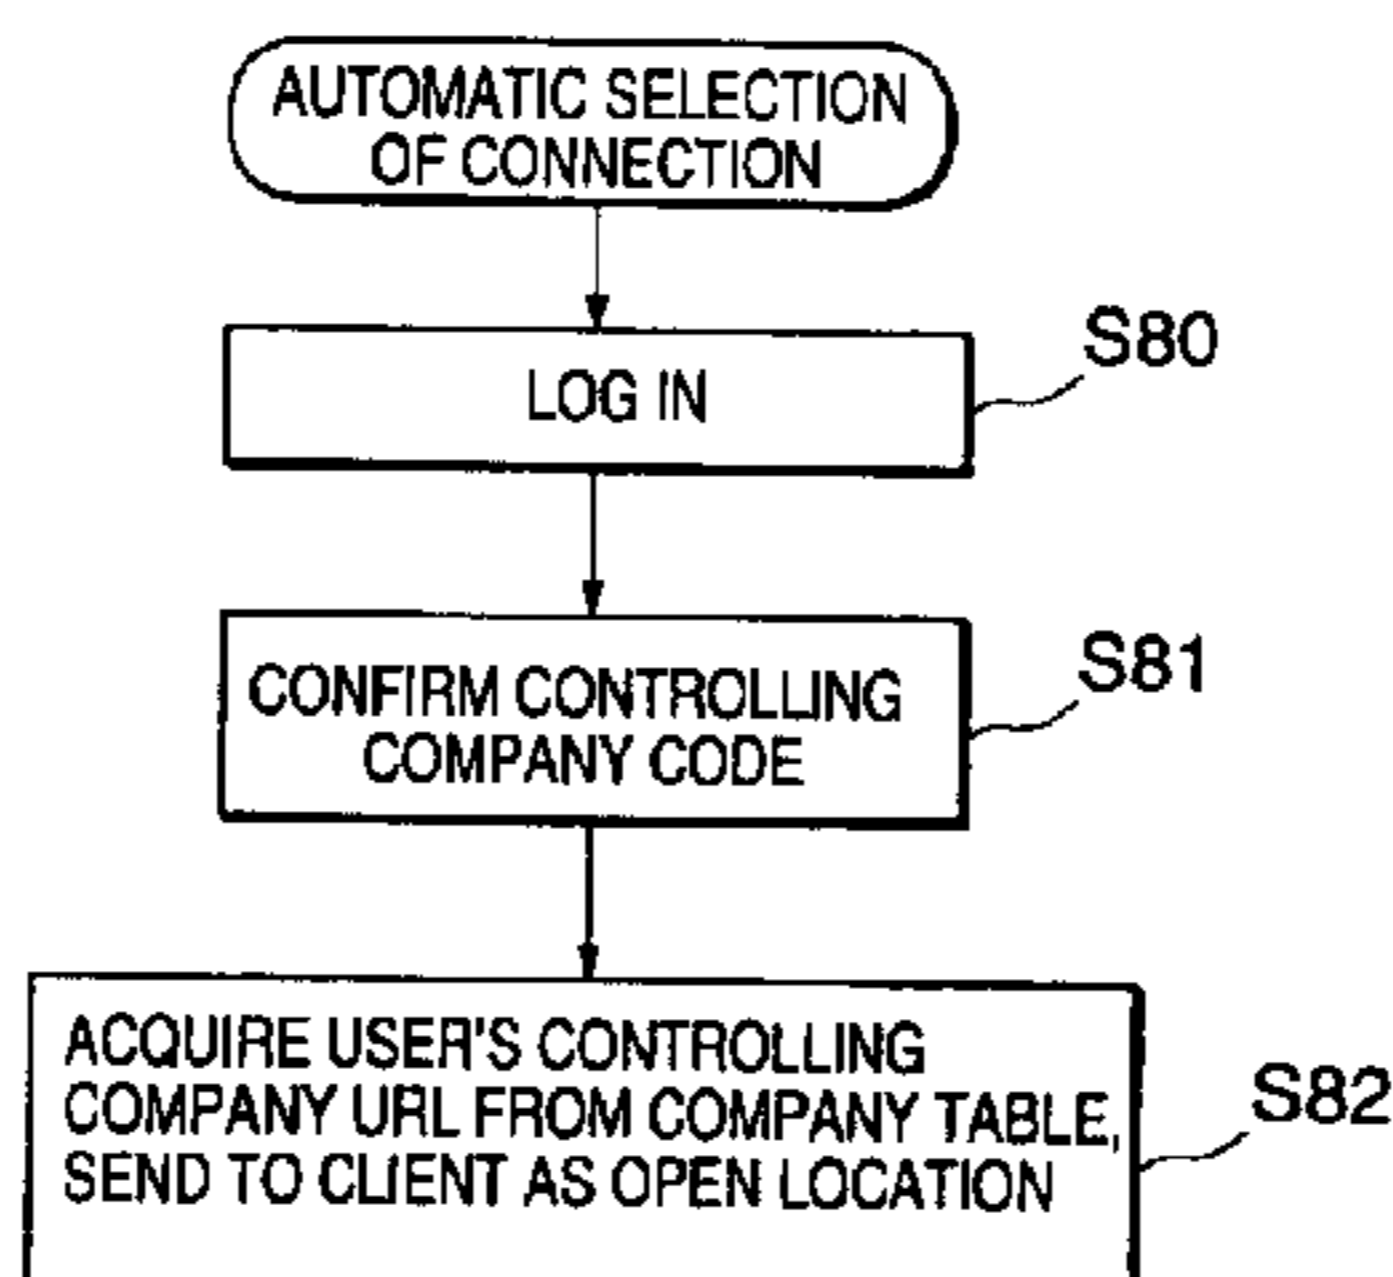 AUTOMATIC SELECTION
OF CONNECTION
LOG IN
S80
CONFIRM CONTROLLING
COMPANY CODE
S81
ACQUIRE USER'S CONTROLLING
COMPANY URL FROM COMPANY TABLE,
SEND TO CLIENT AS OPEN LOCATION
S82